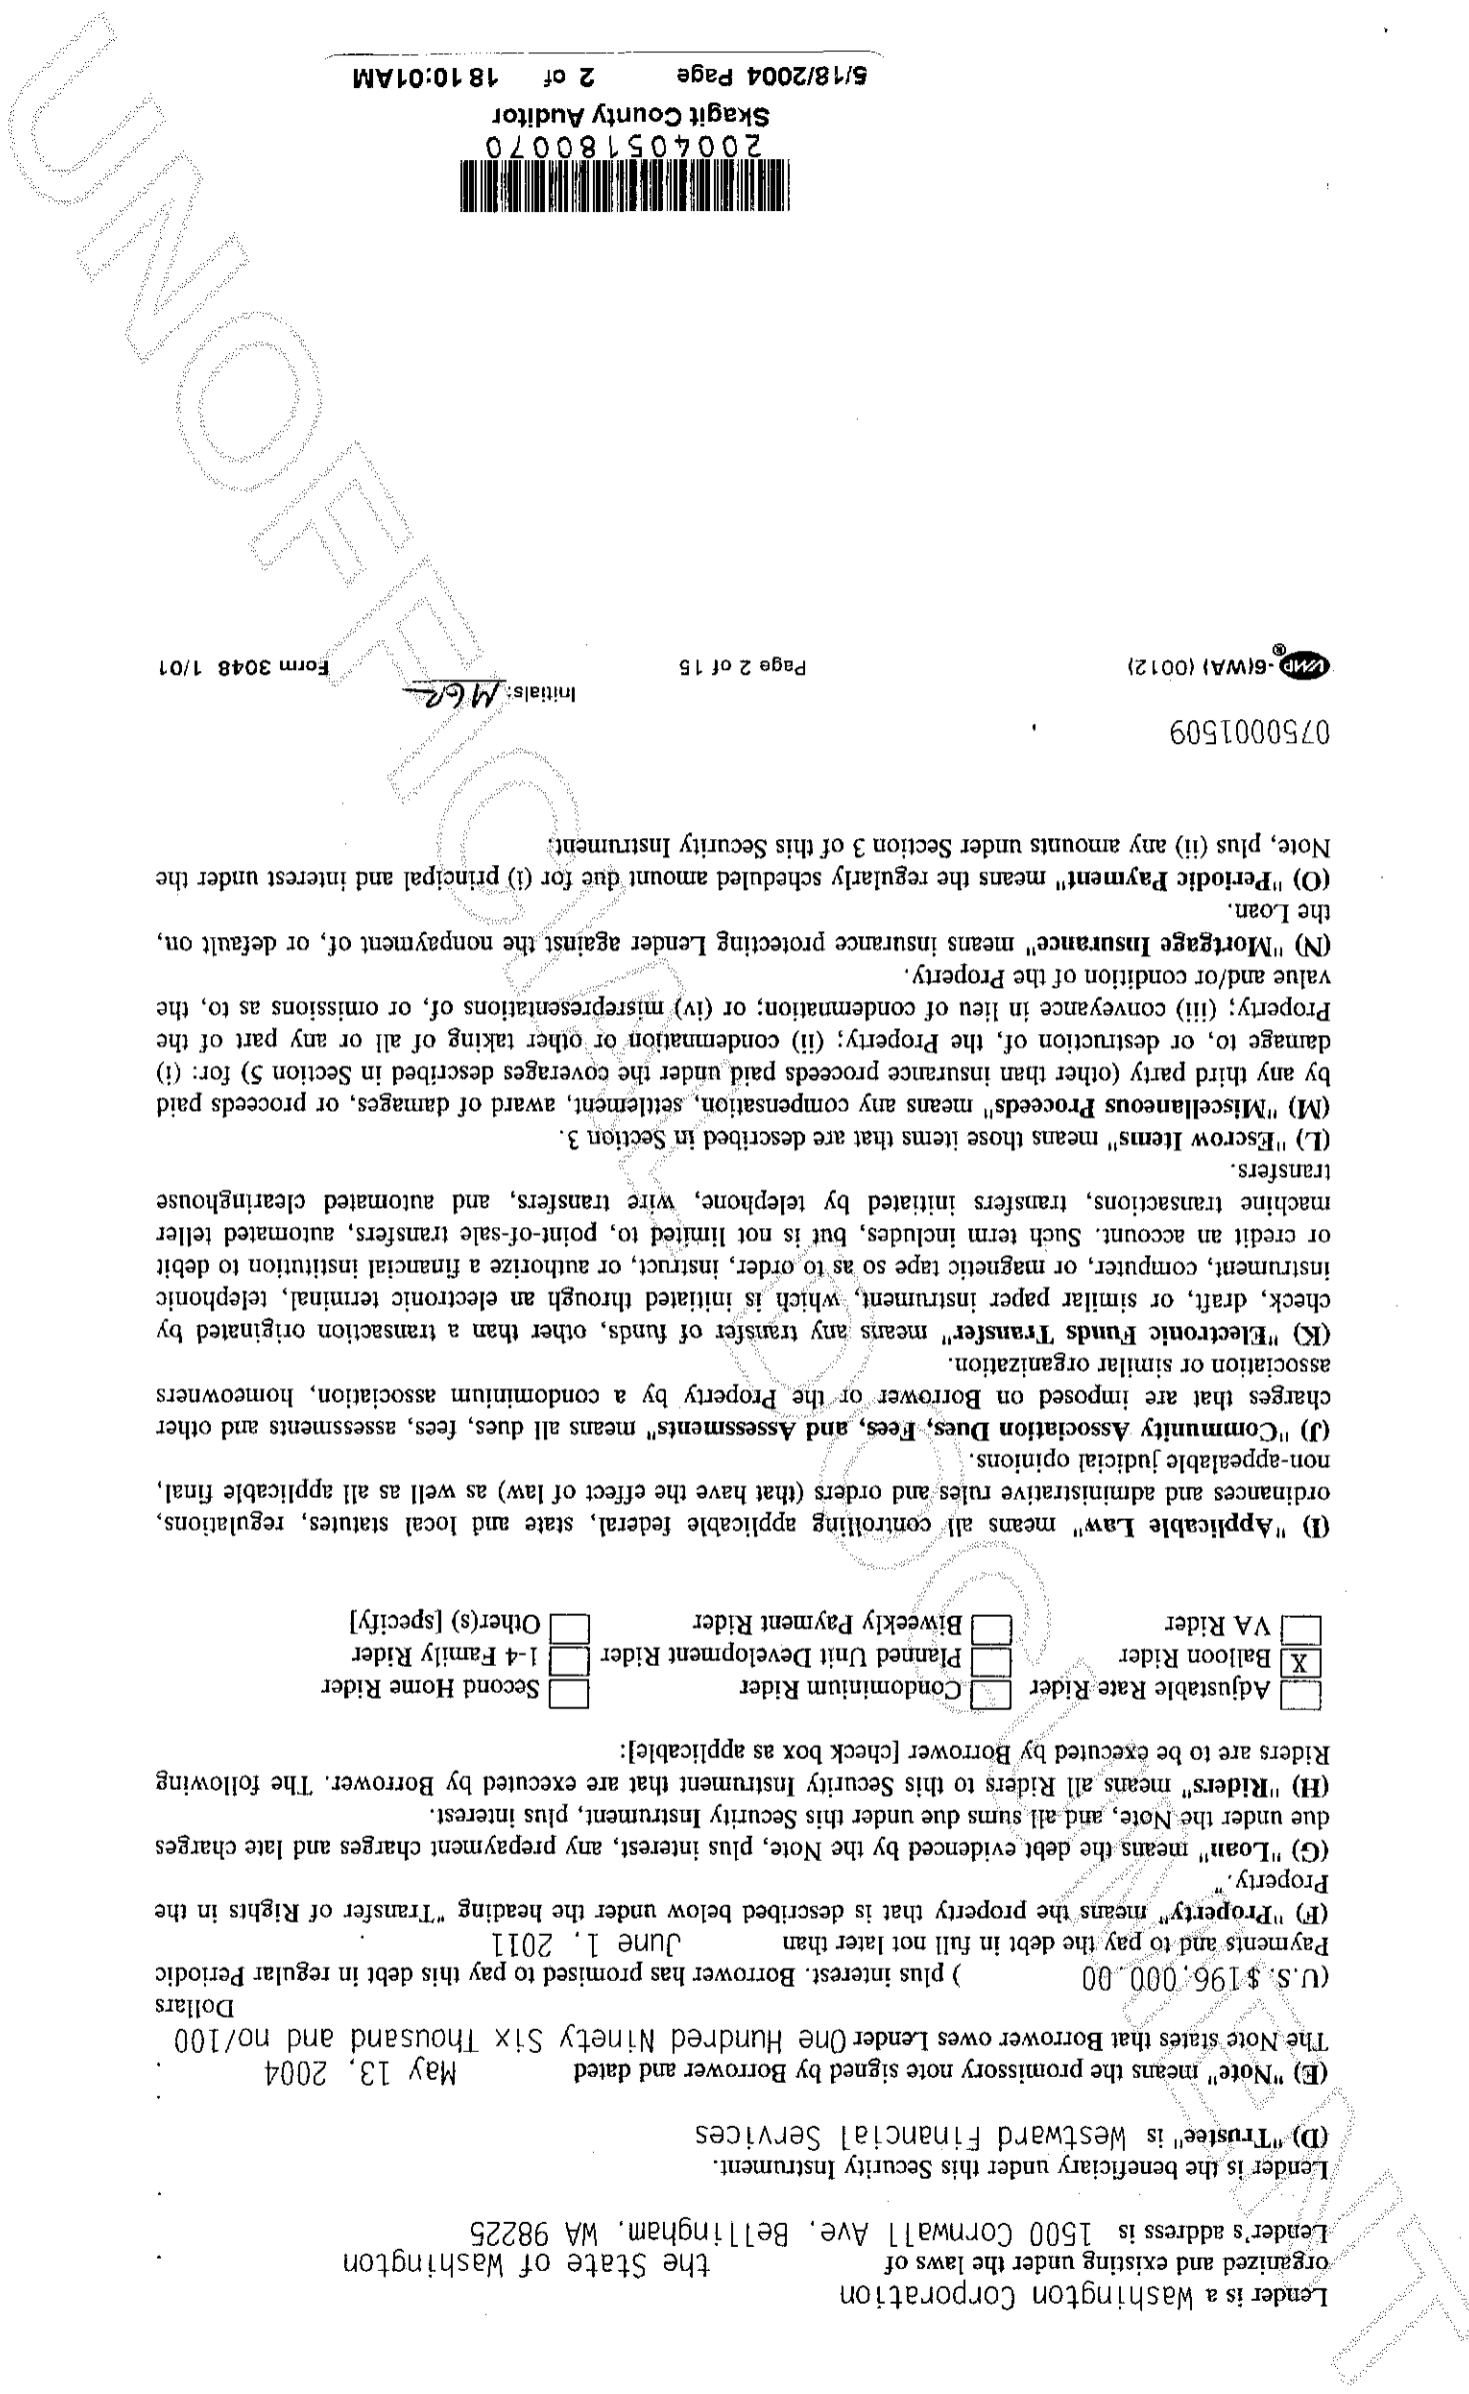 Lender is a Washington Corporation
organized and existing under the laws of the State of Washington
Lender's address is 1500 Cornwall Ave. Bellingham, WA 98225
Lender is the beneficiary under this Security Instrument.
(D) "Trustee" is Westward Financial Services
(E) "Note" means the promissory note signed by Borrower and dated May 13, 2004 .
The Note states that Borrower owes Lender One Hundred Ninety Six Thousand and no/100
Dollars
(U.S. $196,000.00 ) plus interest. Borrower has promised to pay this debt in regular Periodic
Payments and to pay the debt in full not later than June 1, 2011 .
(F) "Property" means the property that is described below under the heading "Transfer of Rights in the
Property."
(G) "Loan" means the debt evidenced by the Note, plus interest, any prepayment charges and late charges
due under the Note, and all sums due under this Security Instrument, plus interest.
(H) "Riders" means all Riders to this Security Instrument that are executed by Borrower. The following
Riders are to be executed by Borrower [check box as applicable]:
Adjustable Rate Rider Condominium Rider Second Home Rider
X Balloon Rider Planned Unit Development Rider 1-4 Family Rider
VA Rider Biweekly Payment Rider Other(s) [specify]
(I) "Applicable Law" means all controlling applicable federal, state and local statutes, regulations,
ordinances and administrative rules and orders (that have the effect of law) as well as all applicable final,
non-appealable judicial opinions.
(J) "Community Association Dues, Fees, and Assessments" means all dues, fees, assessments and other
charges that are imposed on Borrower or the Property by a condominium association, homeowners
association or similar organization.
(K) "Electronic Funds Transfer" means any transfer of funds, other than a transaction originated by
check, draft, or similar paper instrument, which is initiated through an electronic terminal, telephonic
instrument, computer, or magnetic tape so as to order, instruct, or authorize a financial institution to debit
or credit an account. Such term includes, but is not limited to, point-of-sale transfers, automated teller
machine transactions, transfers initiated by telephone, wire transfers, and automated clearinghouse
transfers.
(L) "Escrow Items" means those items that are described in Section 3.
(M) "Miscellaneous Proceeds" means any compensation, settlement, award of damages, or proceeds paid
by any third party (other than insurance proceeds paid under the coverages described in Section 5) for: (i)
damage to, or destruction of, the Property; (ii) condemnation or other taking of all or any part of the
Property; (iii) conveyance in lieu of condemnation; or (iv) misrepresentations of, or omissions as to, the
value and/or condition of the Property.
(N) "Mortgage Insurance" means insurance protecting Lender against the nonpayment of, or default on,
the Loan.
(O) "Periodic Payment" means the regularly scheduled amount due for (i) principal and interest under the
Note, plus (ii) any amounts under Section 3 of this Security Instrument.
0750001509
Initials: MGR
VMP®-6(WA) (0012) Page 2 of 15 Form 3048 1/01
200405180070
Skagit County Auditor
5/18/2004 Page 2 of 18 10:01AM
UNOFFICIAL DOCUMENT